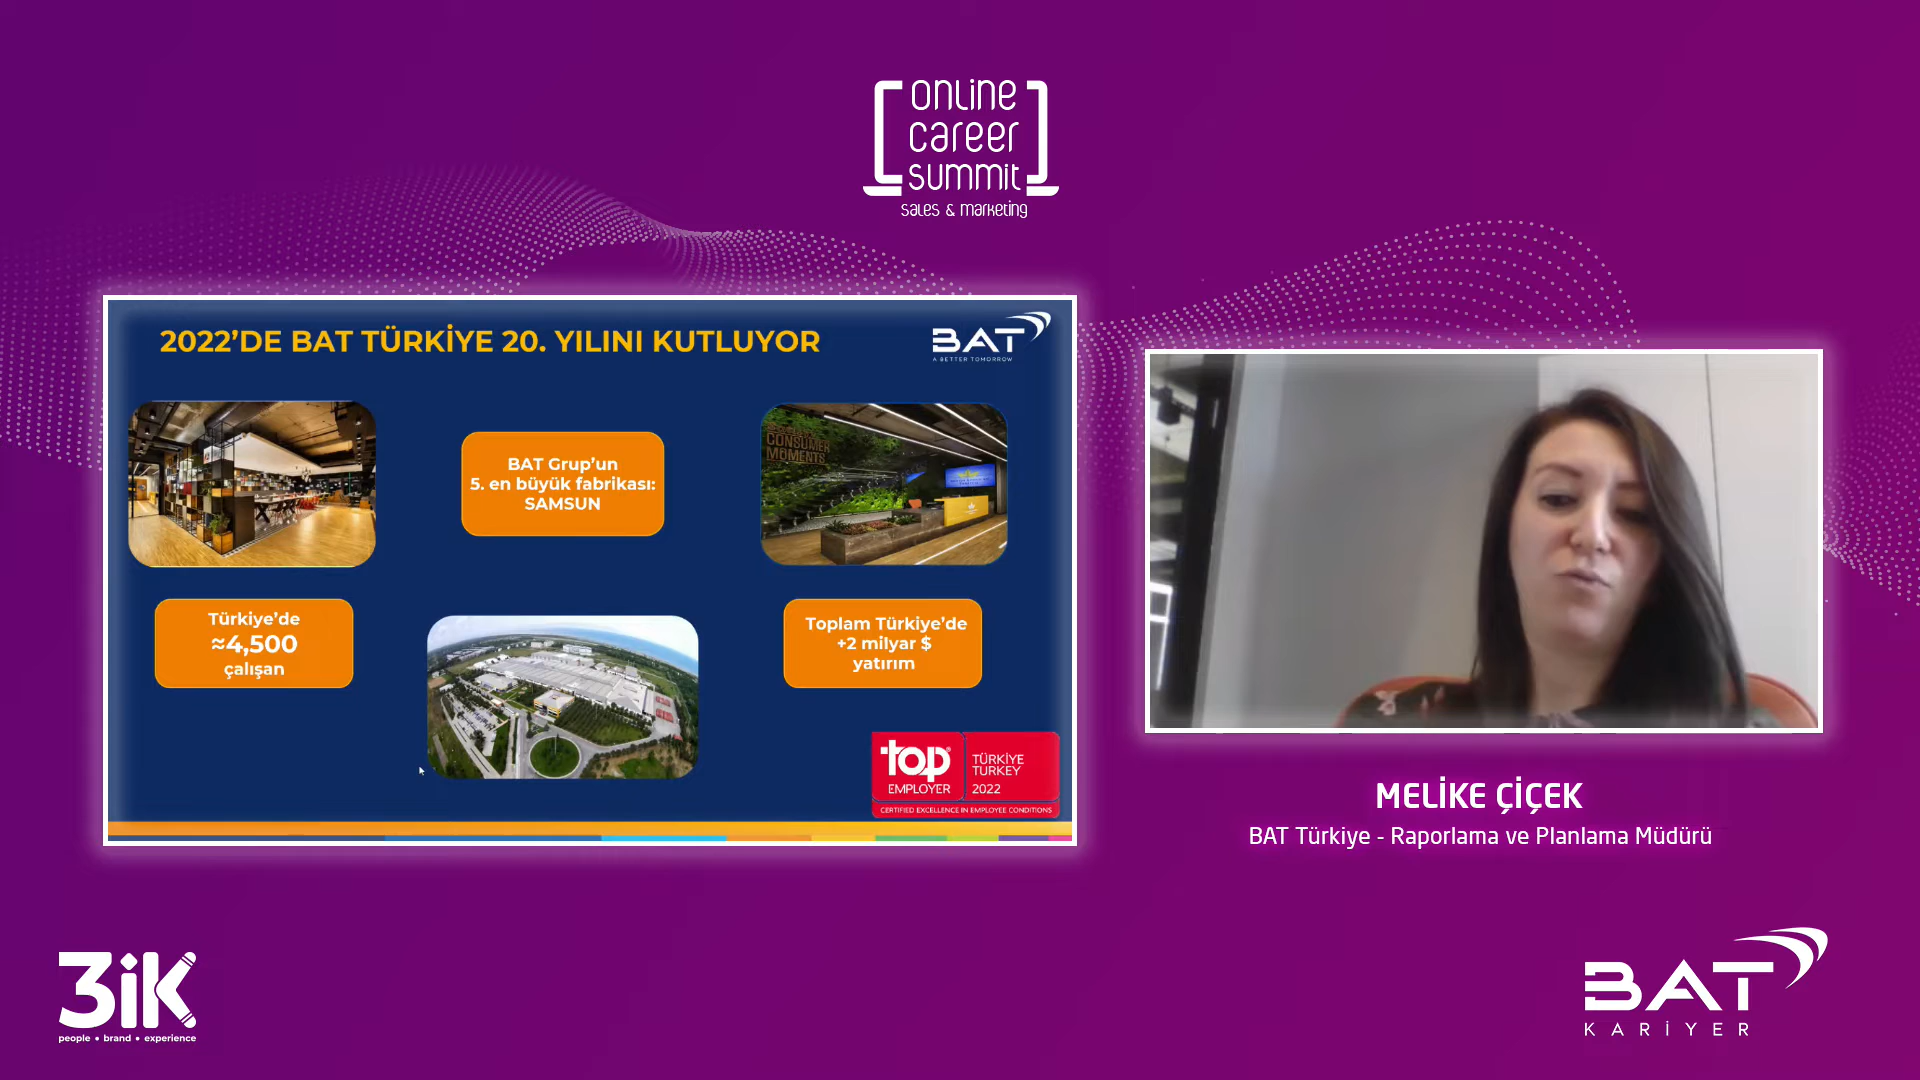 online
career
summit
sales & marketing
2022'DE BAT TÜRKİYE 20. YILINI KUTLUYOR
BAT
A BETTER TOMORROW
BAT Grup'un
5. en büyük fabrikası:
SAMSUN
CONSUMER
MOMENTS
Türkiye'de
≈4,500
çalışan
Toplam Türkiye'de
+2 milyar $
yatırım
top
EMPLOYER
TÜRKİYE
TURKEY
2022
CERTIFIED EXCELLENCE IN EMPLOYEE CONDITIONS
MELİKE ÇİÇEK
BAT Türkiye - Raporlama ve Planlama Müdürü
3iK
people • brand • experience
BAT
KARİYER